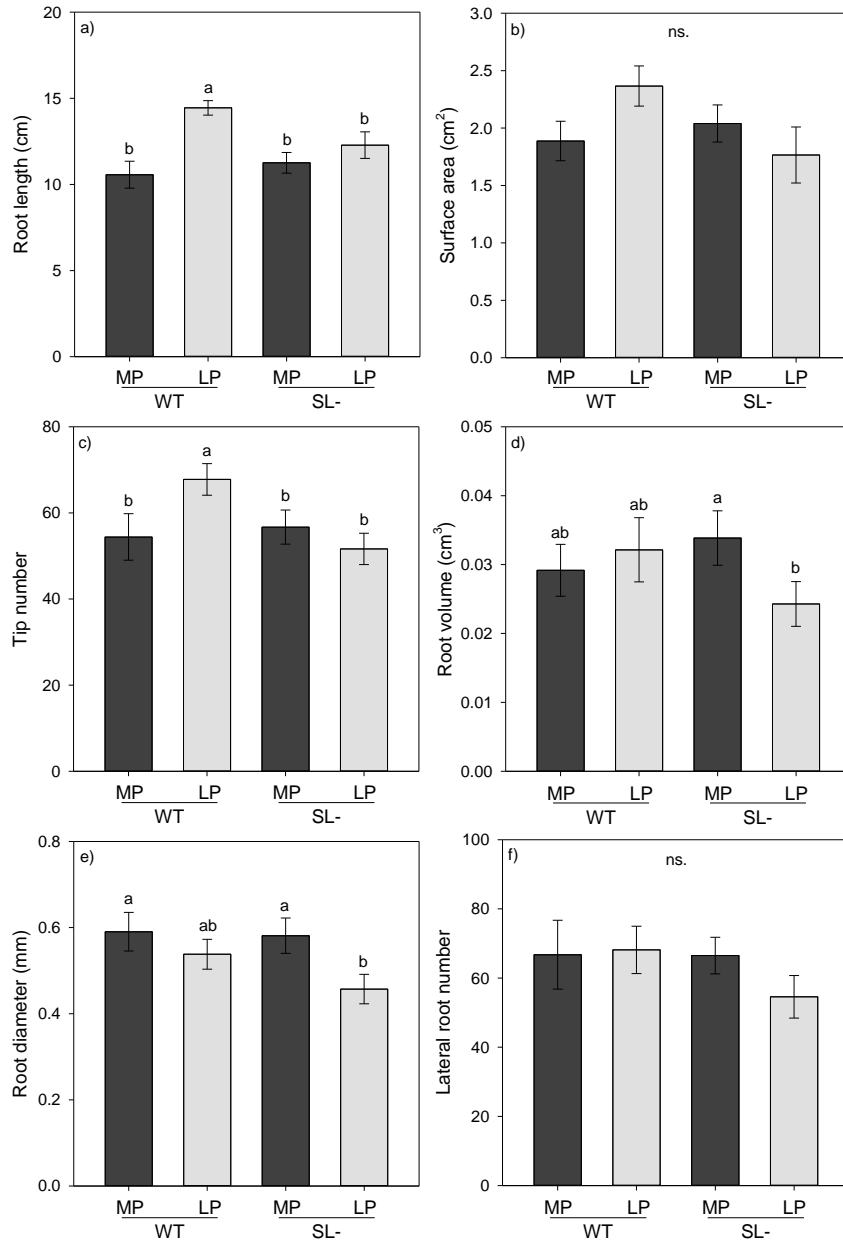 a)
Root length (cm)
20
15
10
5
0
b
a
b
b
MP LP MP LP
WT SL-
b)
ns.
Surface area (cm²)
3.0
2.5
2.0
1.5
1.0
0.5
0.0
MP LP MP LP
WT SL-
c)
Tip number
80
60
40
20
0
b
a
b
b
MP LP MP LP
WT SL-
d)
Root volume (cm³)
0.05
0.04
0.03
0.02
0.01
0.00
ab
ab
a
b
MP LP MP LP
WT SL-
e)
Root diameter (mm)
0.8
0.6
0.4
0.2
0.0
a
ab
a
b
MP LP MP LP
WT SL-
f)
ns.
Lateral root number
100
80
60
40
20
0
MP LP MP LP
WT SL-